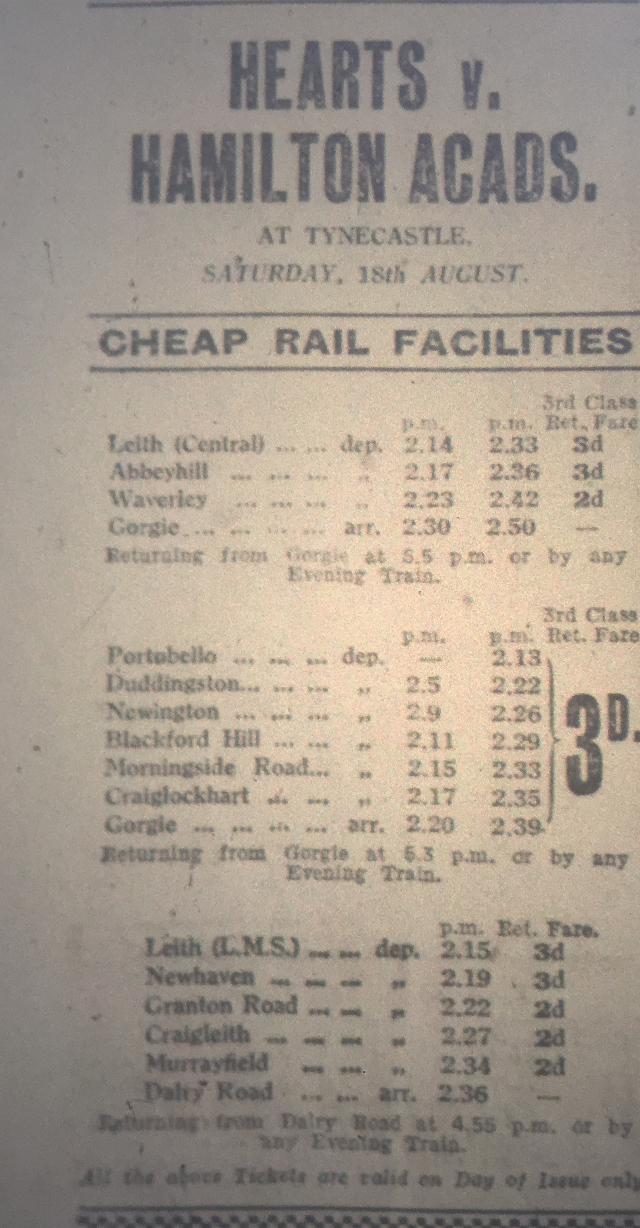 HEARTS v.
HAMILTON ACADS.
AT TYNECASTLE.
SATURDAY, 18th AUGUST.
CHEAP RAIL FACILITIES
3rd Class
p.m. p.m. Ret. Fare
Leith (Central) ... ... dep. 2.14 2.33 3d
Abbeyhill ... ... ... „ 2.17 2.36 3d
Waverley ... ... ... „ 2.23 2.42 2d
Gorgie ... ... ... ... arr. 2.30 2.50 —
Returning from Gorgie at 5.5 p.m. or by any
Evening Train.
3rd Class
p.m. p.m. Ret. Fare
Portobello ... ... ... dep. — 2.13
Duddingston... ... ... „ 2.5 2.22
Newington ... ... ... „ 2.9 2.26
Blackford Hill ... ... „ 2.11 2.29 3D.
Morningside Road... „ 2.15 2.33
Craiglockhart ... ... „ 2.17 2.35
Gorgie ... ... ... ... arr. 2.20 2.39
Returning from Gorgie at 5.3 p.m. or by any
Evening Train.
p.m. Ret. Fare.
Leith (L.M.S.) ... ... dep. 2.15 3d
Newhaven ... ... ... „ 2.19 3d
Granton Road ... ... „ 2.22 2d
Craigleith ... ... ... „ 2.27 2d
Murrayfield ... ... „ 2.34 2d
Dalry Road ... ... arr. 2.36 —
Returning from Dalry Road at 4.55 p.m. or by
any Evening Train.
All the above Tickets are valid on Day of Issue only